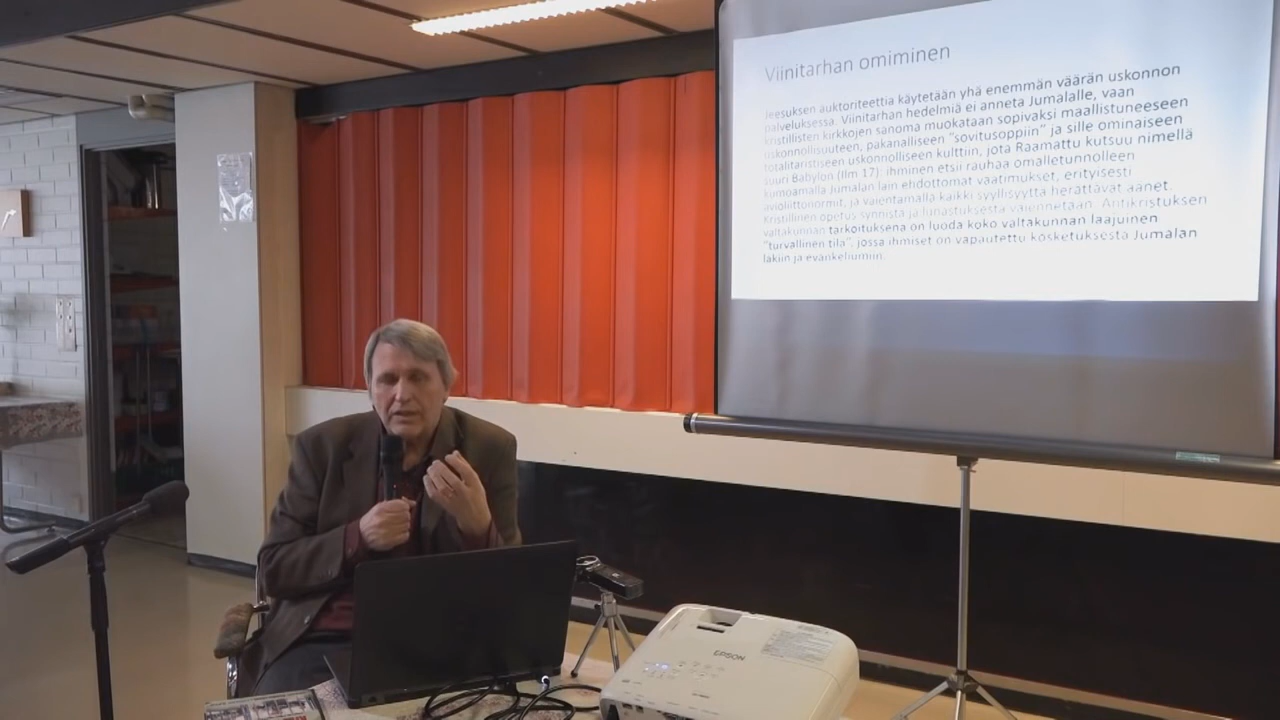 Viinitarhan omiminen
Jeesuksen auktoriteettia käytetään yhä enemmän väärän uskonnon
palveluksessa. Viinitarhan hedelmiä ei anneta Jumalalle, vaan
kristillisten kirkkojen sanoma muokataan sopivaksi maallistuneeseen
uskonnollisuuteen, pakanalliseen "sovitusoppiin" ja sille ominaiseen
totalitaristiseen uskonnolliseen kulttiin, jota Raamattu kutsuu nimellä
suuri Babylon (Ilm 17): ihminen etsii rauhaa omalletunnolleen
kumoamalla Jumalan lain ehdottomat vaatimukset, erityisesti
avioliittonormit, ja vaientamalla kaikki syyllisyyttä herättävät äänet.
Kristillinen opetus synnistä ja lunastuksesta vaiennetaan. Antikristuksen
valtakunnan tarkoituksena on luoda koko valtakunnan laajuinen
"turvallinen tila", jossa ihmiset on vapautettu kosketuksesta Jumalan
lakiin ja evankeliumiin.
EPSON